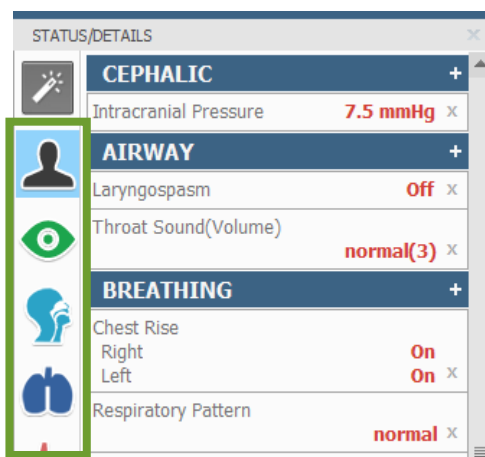 STATUS/DETAILS x
CEPHALIC +
Intracranial Pressure 7.5 mmHg x
AIRWAY +
Laryngospasm Off x
Throat Sound(Volume)
normal(3) x
BREATHING +
Chest Rise
Right On
Left On x
Respiratory Pattern
normal x